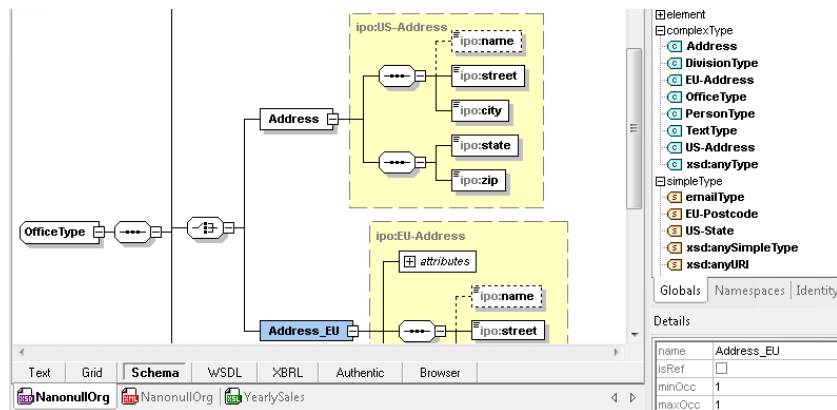 ipo:US-Address
ipo:name
ipo:street
Address
ipo:city
ipo:state
ipo:zip
OfficeType
ipo:EU-Address
attributes
ipo:name
Address_EU
ipo:street
Text Grid Schema WSDL XBRL Authentic Browser
NanonullOrg NanonullOrg YearlySales
element
complexType
Address
DivisionType
EU-Address
OfficeType
PersonType
TextType
US-Address
xsd:anyType
simpleType
emailType
EU-Postcode
US-State
xsd:anySimpleType
xsd:anyURI
Globals Namespaces Identity
Details
name Address_EU
isRef
minOcc 1
maxOcc 1